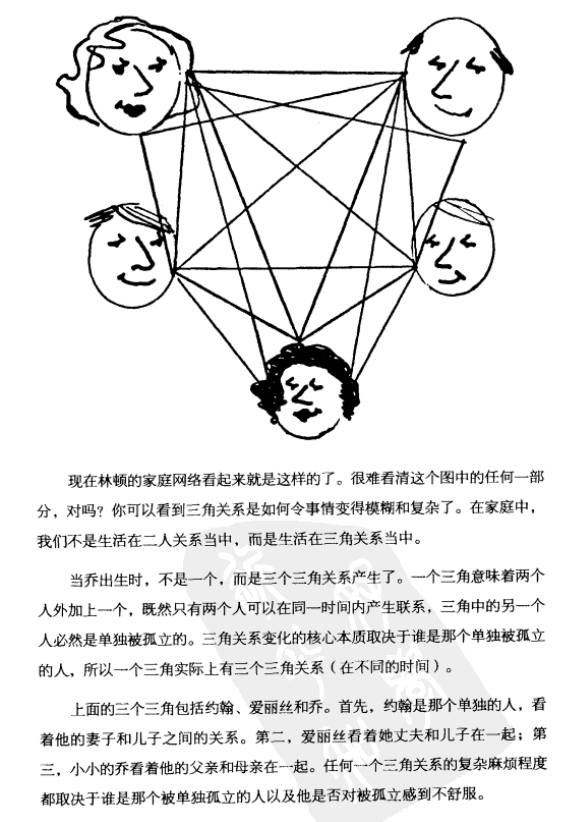 现在林顿的家庭网络看起来就是这样的了。很难看清这个图中的任何一部
分，对吗？你可以看到三角关系是如何令事情变得模糊和复杂了。在家庭中，
我们不是生活在二人关系当中，而是生活在三角关系当中。
当乔出生时，不是一个，而是三个三角关系产生了。一个三角意味着两个
人外加上一个，既然只有两个人可以在同一时间内产生联系，三角中的另一个
人必然是单独被孤立的。三角关系变化的核心本质取决于谁是那个单独被孤立
的人，所以一个三角实际上有三个三角关系（在不同的时间）。
上面的三个三角包括约翰、爱丽丝和乔。首先，约翰是那个单独的人，看
着他的妻子和儿子之间的关系。第二，爱丽丝看着她丈夫和儿子在一起；第
三，小小的乔看着他的父亲和母亲在一起。任何一个三角关系的复杂麻烦程度
都取决于谁是那个被单独孤立的人以及他是否对被孤立感到不舒服。